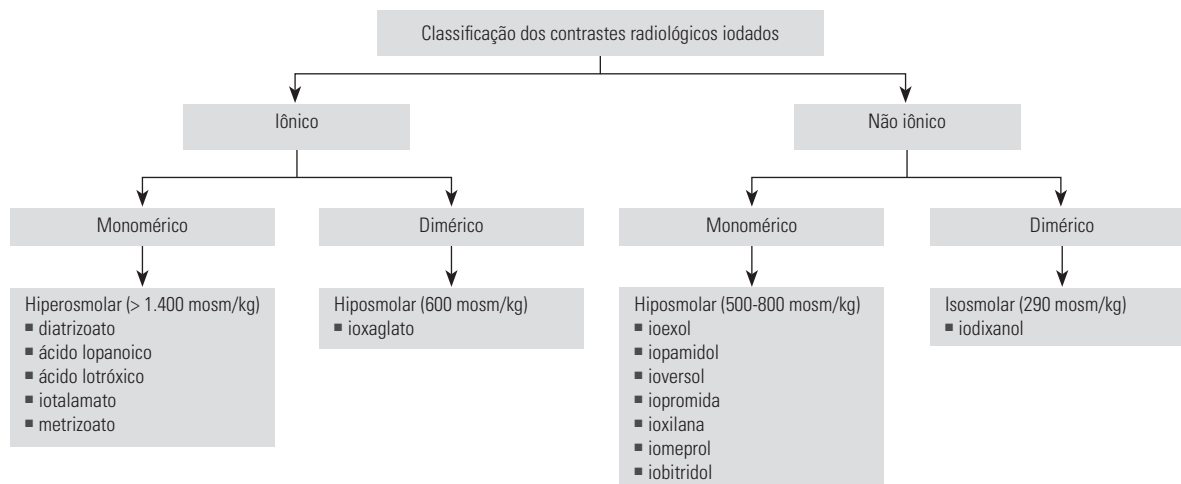 Classificação dos contrastes radiológicos iodados
Iônico
Não iônico
Monomérico
Dimérico
Monomérico
Dimérico
Hiperosmolar (> 1.400 mosm/kg)
▪ diatrizoato
▪ ácido lopanoico
▪ ácido lotróxico
▪ iotalamato
▪ metrizoato
Hiposmolar (600 mosm/kg)
▪ ioxaglato
Hiposmolar (500-800 mosm/kg)
▪ ioexol
▪ iopamidol
▪ ioversol
▪ iopromida
▪ ioxilana
▪ iomeprol
▪ iobitridol
Isosmolar (290 mosm/kg)
▪ iodixanol